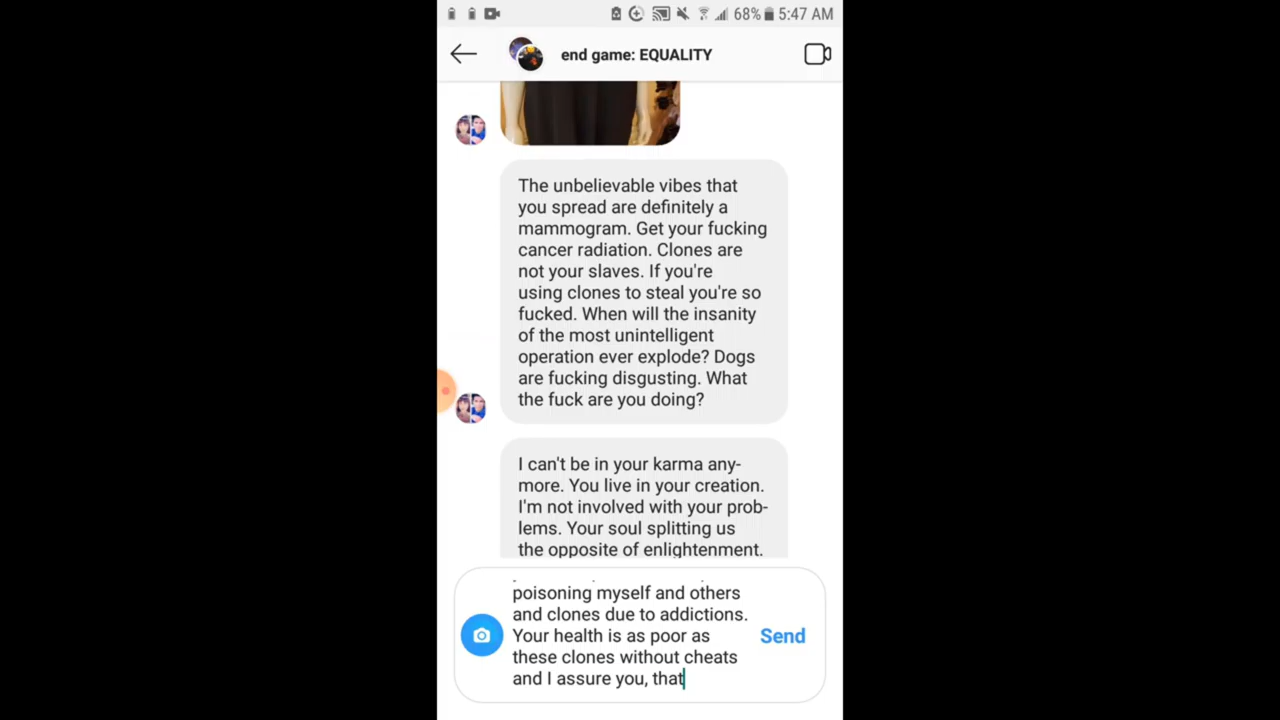 68% 5:47 AM
end game: EQUALITY
The unbelievable vibes that
you spread are definitely a
mammogram. Get your fucking
cancer radiation. Clones are
not your slaves. If you're
using clones to steal you're so
fucked. When will the insanity
of the most unintelligent
operation ever explode? Dogs
are fucking disgusting. What
the fuck are you doing?
I can't be in your karma any-
more. You live in your creation.
I'm not involved with your prob-
lems. Your soul splitting us
the opposite of enlightenment.
poisoning myself and others
and clones due to addictions.
Your health is as poor as
these clones without cheats
and I assure you, that
Send